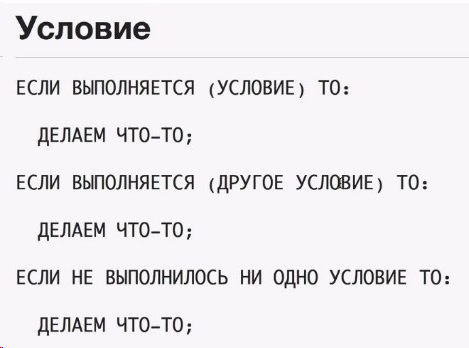 Условие
ЕСЛИ ВЫПОЛНЯЕТСЯ (УСЛОВИЕ) ТО:
ДЕЛАЕМ ЧТО-ТО;
ЕСЛИ ВЫПОЛНЯЕТСЯ (ДРУГОЕ УСЛОВИЕ) ТО:
ДЕЛАЕМ ЧТО-ТО;
ЕСЛИ НЕ ВЫПОЛНИЛОСЬ НИ ОДНО УСЛОВИЕ ТО:
ДЕЛАЕМ ЧТО-ТО;